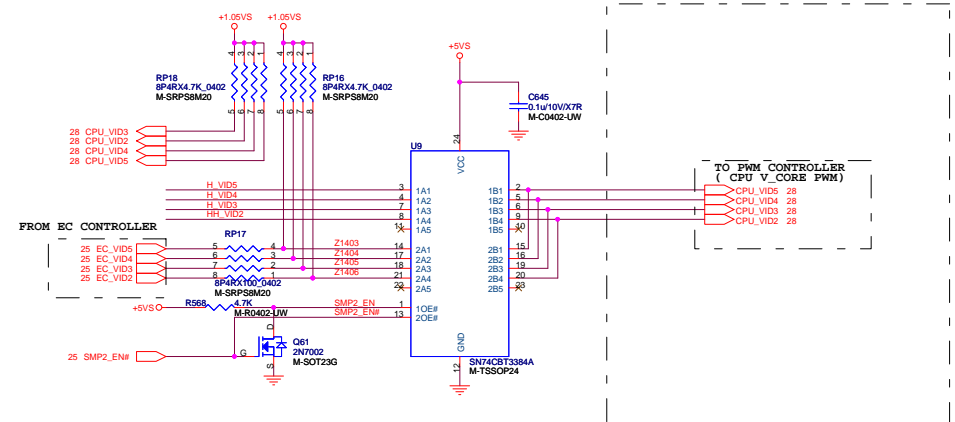 +1.05VS +1.05VS
4 3 2 1 4 3 2 1
RP18
8P4RX4.7K_0402
M-SRPS8M20
RP16
8P4RX4.7K_0402
M-SRPS8M20
5 6 7 8 5 6 7 8
+5VS
C645
0.1u/10V/X7R
M-C0402-UW
28 CPU_VID3
28 CPU_VID2
28 CPU_VID4
28 CPU_VID5
U9
24
VCC
TO PWM CONTROLLER
( CPU V_CORE PWM)
H_VID5 3 1A1 1B1 2 CPU_VID5 28
H_VID4 4 1A2 1B2 5 CPU_VID4 28
H_VID3 7 1A3 1B3 6 CPU_VID3 28
HH_VID2 8 1A4 1B4 9 CPU_VID2 28
11 1A5 1B5 10
FROM EC CONTROLLER
RP17
25 EC_VID5 5 4 Z1403 14 2A1 2B1 15
25 EC_VID4 6 3 Z1404 17 2A2 2B2 16
25 EC_VID3 7 2 Z1405 18 2A3 2B3 19
25 EC_VID2 8 1 Z1406 21 2A4 2B4 20
22 2A5 2B5 23
8P4RX100_0402
M-SRPS8M20
+5VS R568 4.7K SMP2_EN 1 1OE#
M-R0402-UW SMP2_EN# 13 2OE#
D
Q61
2N7002
M-SOT23G
G
S
25 SMP2_EN#
GND
12
SN74CBT3384A
M-TSSOP24